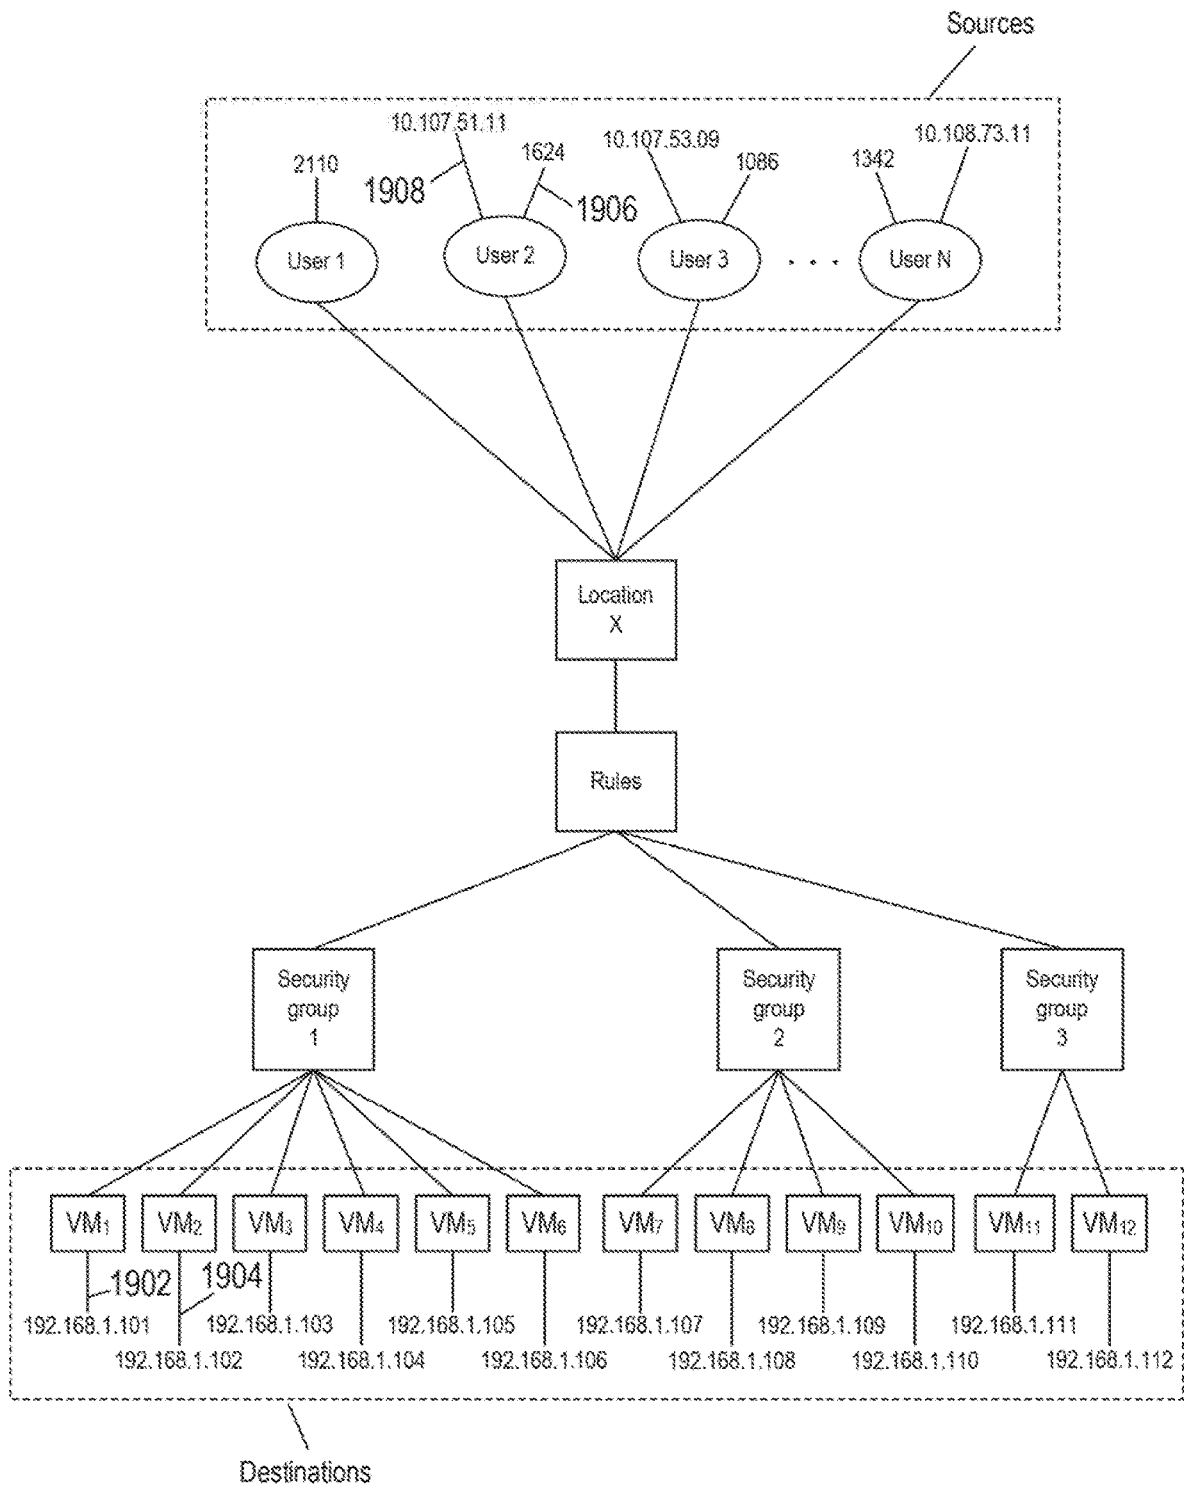 Sources
10.107.51.11
10.108.73.11
10.107.53.09
2110
1624
1086
1342
1908
1906
User 1
User 2
User 3
. . .
User N
Location
X
Rules
Security
group
1
Security
group
2
Security
group
3
VM1
VM2
VM3
VM4
VM5
VM6
VM7
VM8
VM9
VM10
VM11
VM12
1902
1904
192.168.1.101
192.168.1.103
192.168.1.105
192.168.1.107
192.168.1.109
192.168.1.111
192.168.1.102
192.168.1.104
192.168.1.106
192.168.1.108
192.168.1.110
192.168.1.112
Destinations